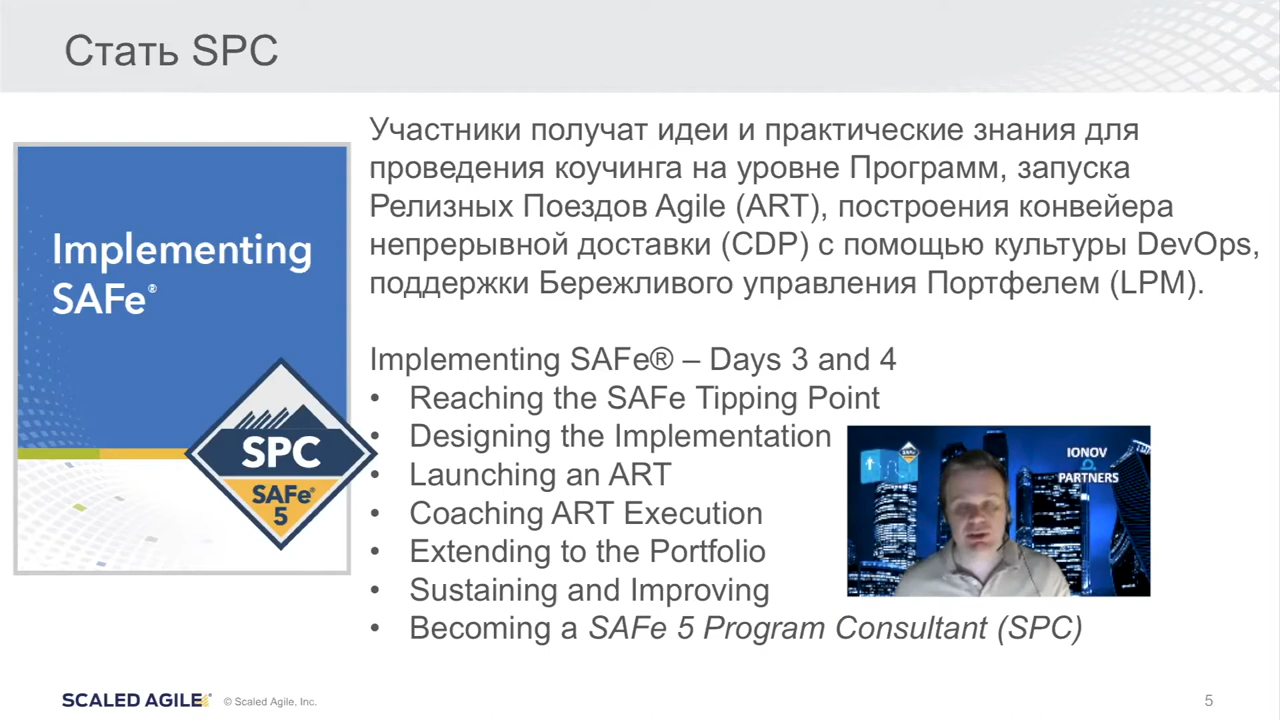 Стать SPC
Участники получат идеи и практические знания для
проведения коучинга на уровне Программ, запуска
Релизных Поездов Agile (ART), построения конвейера
непрерывной доставки (CDP) с помощью культуры DevOps,
поддержки Бережливого управления Портфелем (LPM).
Implementing
SAFe®
SPC
SAFe®
5
Implementing SAFe® – Days 3 and 4
• Reaching the SAFe Tipping Point
• Designing the Implementation
• Launching an ART
• Coaching ART Execution
• Extending to the Portfolio
• Sustaining and Improving
• Becoming a SAFe 5 Program Consultant (SPC)
IONOV
PARTNERS
SCALED AGILE® © Scaled Agile, Inc.
5